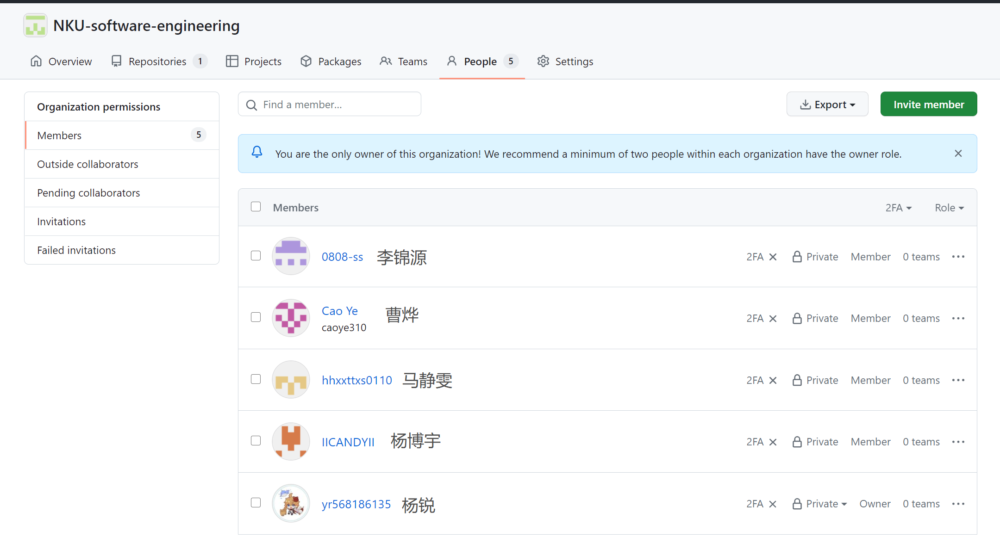 NKU-software-engineering
Overview Repositories 1 Projects Packages Teams People 5 Settings
Organization permissions
Members 5
Outside collaborators
Pending collaborators
Invitations
Failed invitations
Find a member...
Export
Invite member
You are the only owner of this organization! We recommend a minimum of two people within each organization have the owner role.
Members 2FA Role
0808-ss 李锦源 2FA Private Member 0 teams
Cao Ye 曹烨 2FA Private Member 0 teams
caoye310
hhxxttxs0110 马静雯 2FA Private Member 0 teams
IICANDYII 杨博宇 2FA Private Member 0 teams
yr568186135 杨锐 2FA Private Owner 0 teams